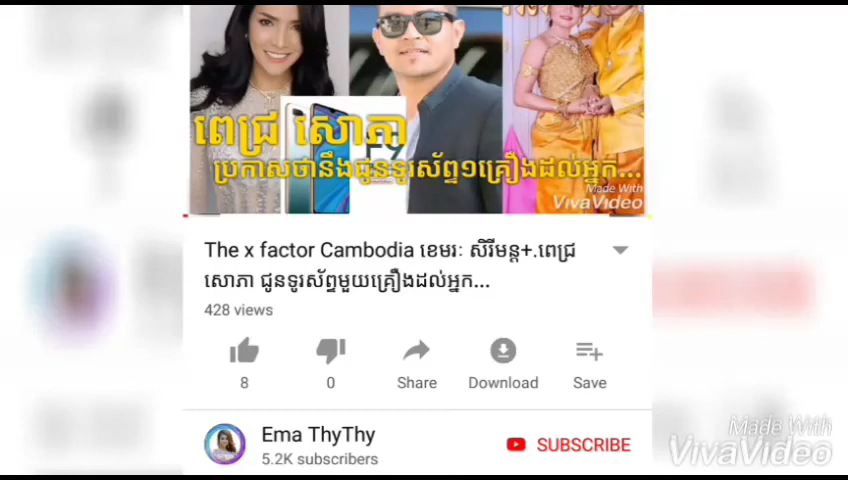 ពេជ្រ សោភា
F9
ប្រកាសថានឹងជូនទូរស័ព្ទ១គ្រឿងដល់អ្នក...
Made With
VivaVideo
The x factor Cambodia ខេមរៈ សិរីមន្ត+.ពេជ្រ
សោភា ជូនទូរស័ព្ទមួយគ្រឿងដល់អ្នក...
428 views
8
0
Share
Download
Save
Ema ThyThy
5.2K subscribers
SUBSCRIBE
Made With
VivaVideo